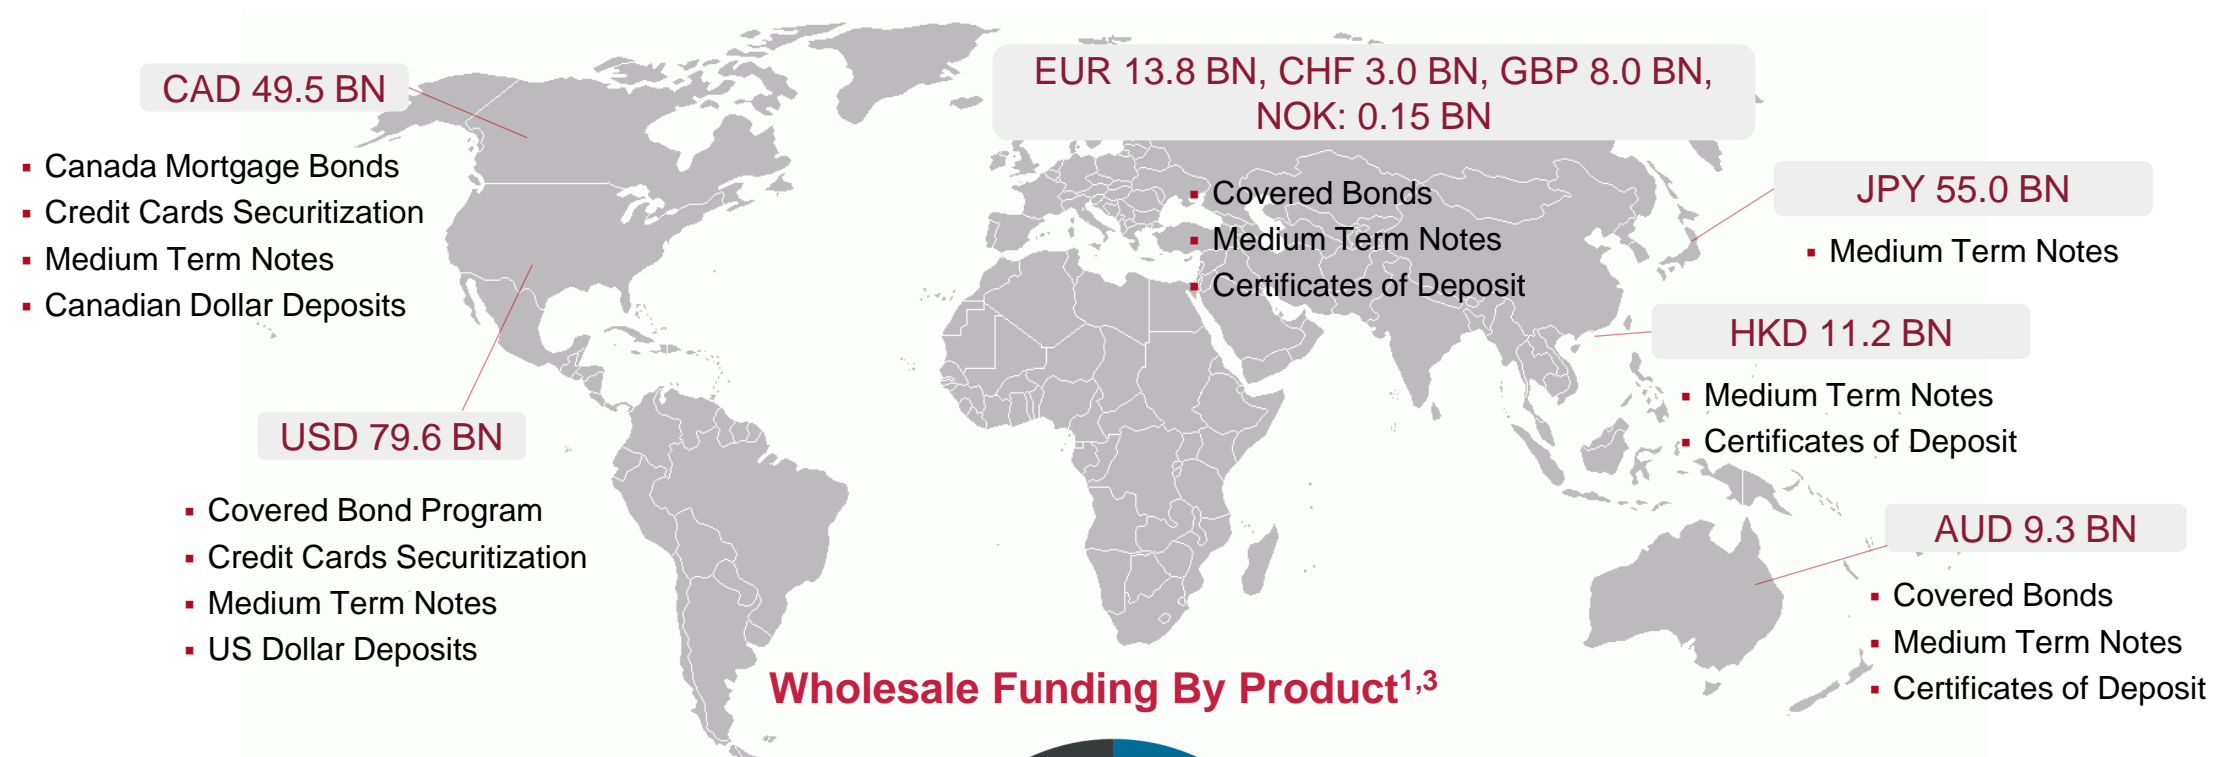 CAD 49.5 BN
▪ Canada Mortgage Bonds
▪ Credit Cards Securitization
▪ Medium Term Notes
▪ Canadian Dollar Deposits
USD 79.6 BN
▪ Covered Bond Program
▪ Credit Cards Securitization
▪ Medium Term Notes
▪ US Dollar Deposits
EUR 13.8 BN, CHF 3.0 BN, GBP 8.0 BN,
NOK: 0.15 BN
▪ Covered Bonds
▪ Medium Term Notes
▪ Certificates of Deposit
JPY 55.0 BN
▪ Medium Term Notes
HKD 11.2 BN
▪ Medium Term Notes
▪ Certificates of Deposit
AUD 9.3 BN
▪ Covered Bonds
▪ Medium Term Notes
▪ Certificates of Deposit
Wholesale Funding By Product1,3